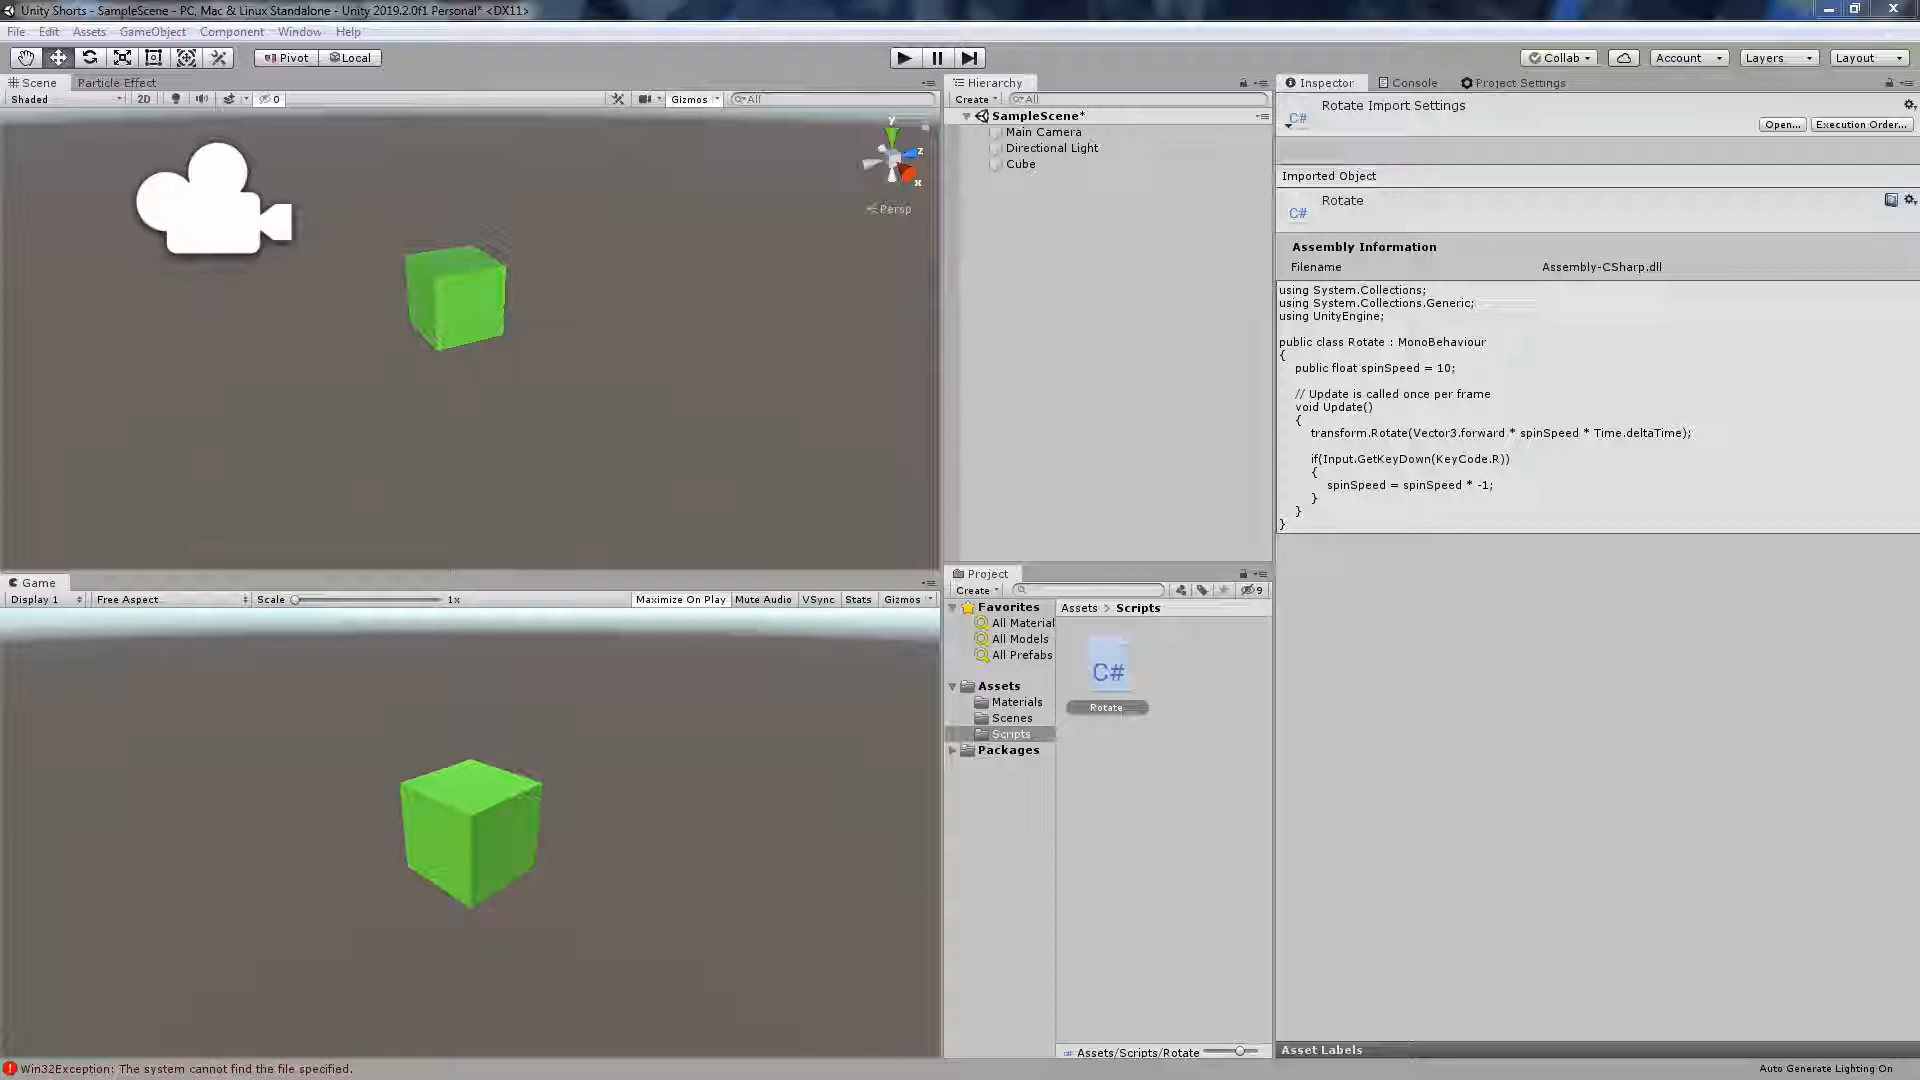 Unity Shorts - SampleScene - PC, Mac & Linux Standalone - Unity 2019.2.0f1 Personal* <DX11>
File Edit Assets GameObject Component Window Help
Pivot Local
Collab Account Layers Layout
Scene Particle Effect
Shaded 2D 0 Gizmos All
y
z
x
Persp
Game
Display 1 Free Aspect Scale 1x Maximize On Play Mute Audio VSync Stats Gizmos
Hierarchy
Create All
SampleScene*
Main Camera
Directional Light
Cube
Project
Create 9
Favorites
All Material
All Models
All Prefabs
Assets
Materials
Scenes
Scripts
Packages
Assets > Scripts
C#
Rotate
Assets/Scripts/Rotate
Inspector Console Project Settings
C#
Rotate Import Settings
Open... Execution Order...
Imported Object
C#
Rotate
Assembly Information
Filename Assembly-CSharp.dll
using System.Collections;
using System.Collections.Generic;
using UnityEngine;
public class Rotate : MonoBehaviour
{
public float spinSpeed = 10;
// Update is called once per frame
void Update()
{
transform.Rotate(Vector3.forward * spinSpeed * Time.deltaTime);
if(Input.GetKeyDown(KeyCode.R))
{
spinSpeed = spinSpeed * -1;
}
}
}
Asset Labels
Win32Exception: The system cannot find the file specified.
Auto Generate Lighting On